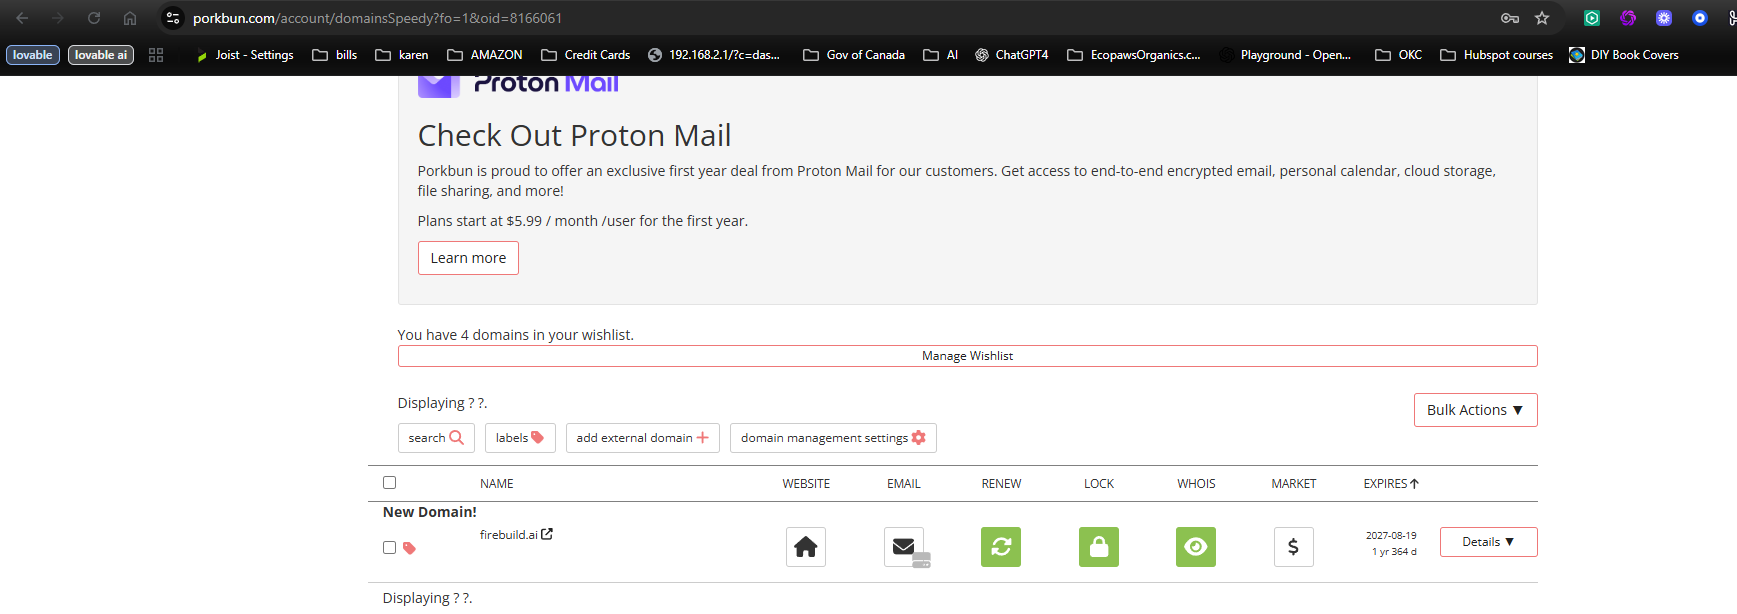 porkbun.com/account/domainsSpeedy?fo=1&oid=8166061
lovable lovable ai Joist - Settings bills karen AMAZON Credit Cards 192.168.2.1/?c=das... Gov of Canada AI ChatGPT4 EcopawsOrganics.c... Playground - Open... OKC Hubspot courses DIY Book Covers
Proton Mail
Check Out Proton Mail
Porkbun is proud to offer an exclusive first year deal from Proton Mail for our customers. Get access to end-to-end encrypted email, personal calendar, cloud storage,
file sharing, and more!
Plans start at $5.99 / month /user for the first year.
Learn more
You have 4 domains in your wishlist.
Manage Wishlist
Displaying ? ?.
Bulk Actions ▼
search labels add external domain domain management settings
NAME WEBSITE EMAIL RENEW LOCK WHOIS MARKET EXPIRES
New Domain!
firebuild.ai $ 2027-08-19 Details ▼
1 yr 364 d
Displaying ? ?.